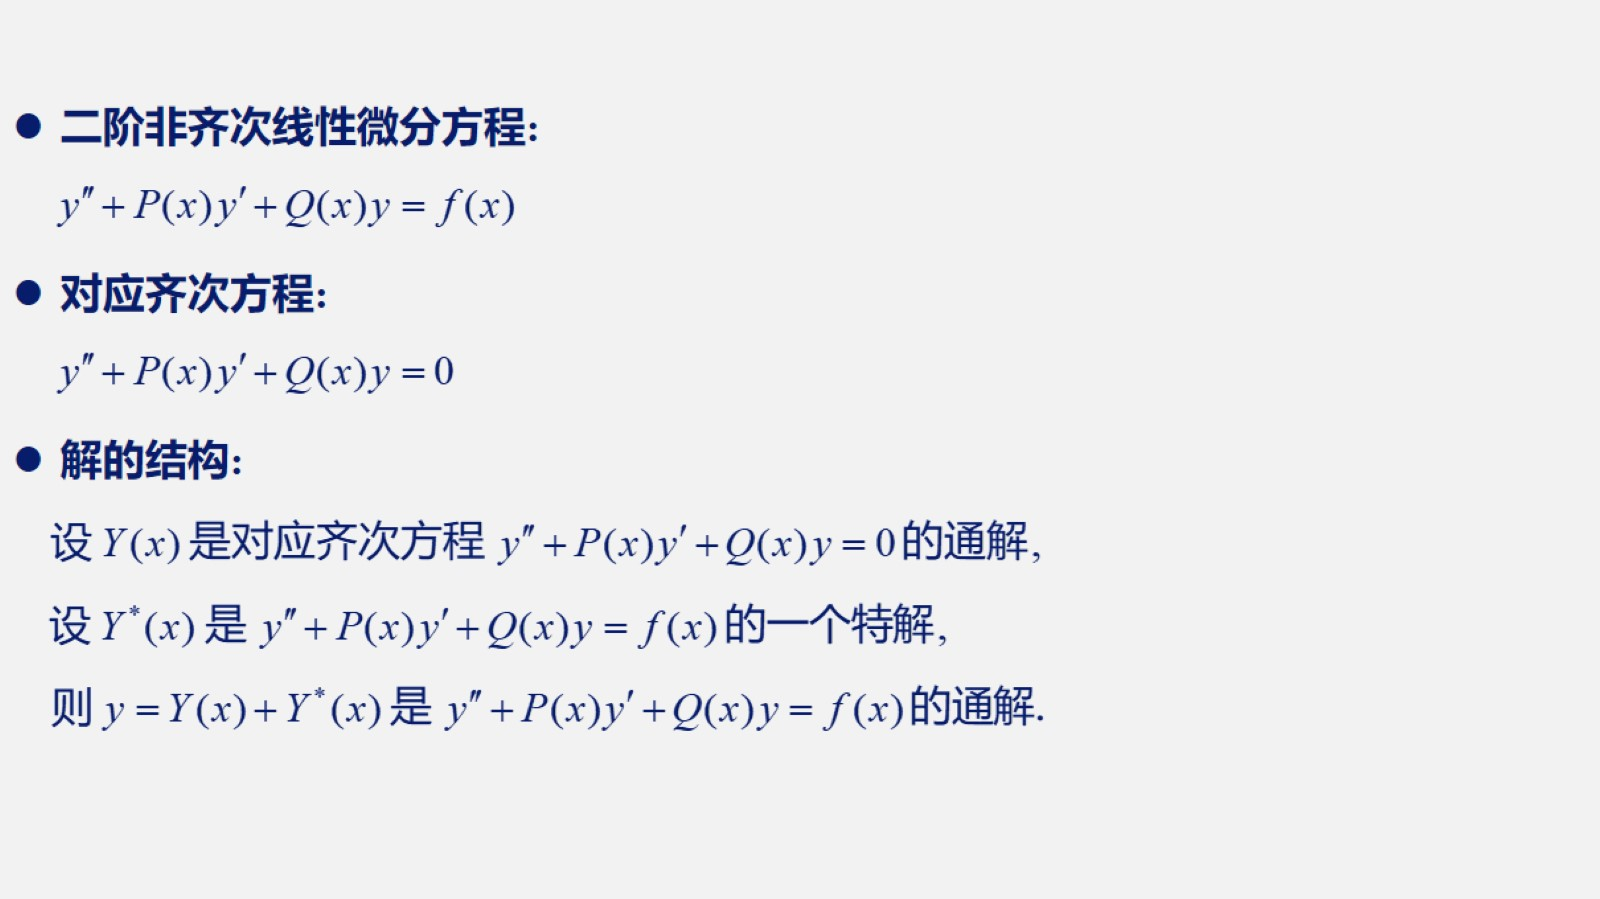 ● 二阶非齐次线性微分方程:
y″ + P(x)y′ + Q(x)y = f(x)
● 对应齐次方程:
y″ + P(x)y′ + Q(x)y = 0
● 解的结构:
设 Y(x) 是对应齐次方程 y″ + P(x)y′ + Q(x)y = 0 的通解,
设 Y*(x) 是 y″ + P(x)y′ + Q(x)y = f(x) 的一个特解,
则 y = Y(x) + Y*(x) 是 y″ + P(x)y′ + Q(x)y = f(x) 的通解.